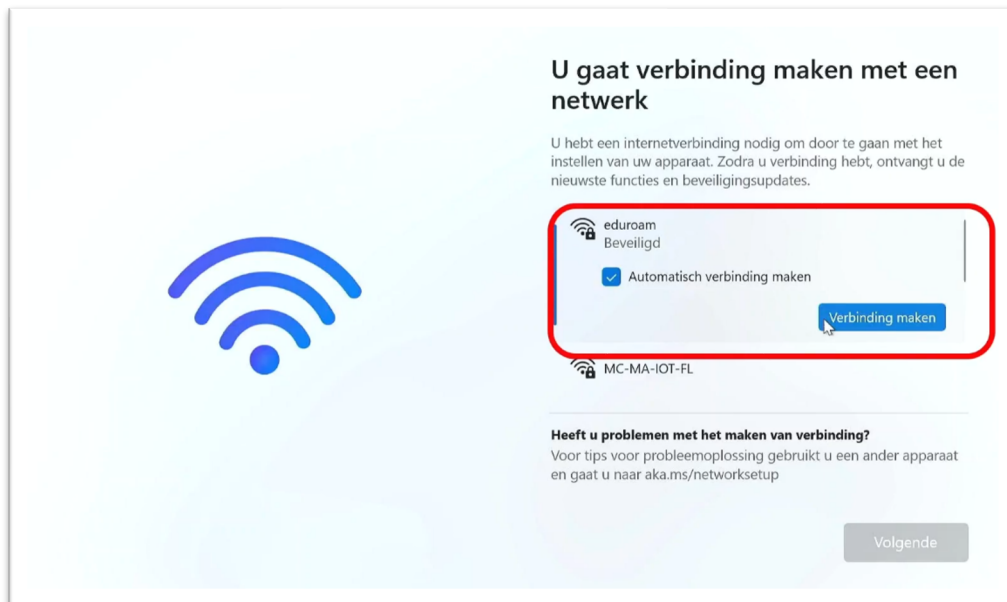 U gaat verbinding maken met een
netwerk
U hebt een internetverbinding nodig om door te gaan met het
instellen van uw apparaat. Zodra u verbinding hebt, ontvangt u de
nieuwste functies en beveiligingsupdates.
eduroam
Beveiligd
Automatisch verbinding maken
Verbinding maken
MC-MA-IOT-FL
Heeft u problemen met het maken van verbinding?
Voor tips voor probleemoplossing gebruikt u een ander apparaat
en gaat u naar aka.ms/networksetup
Volgende